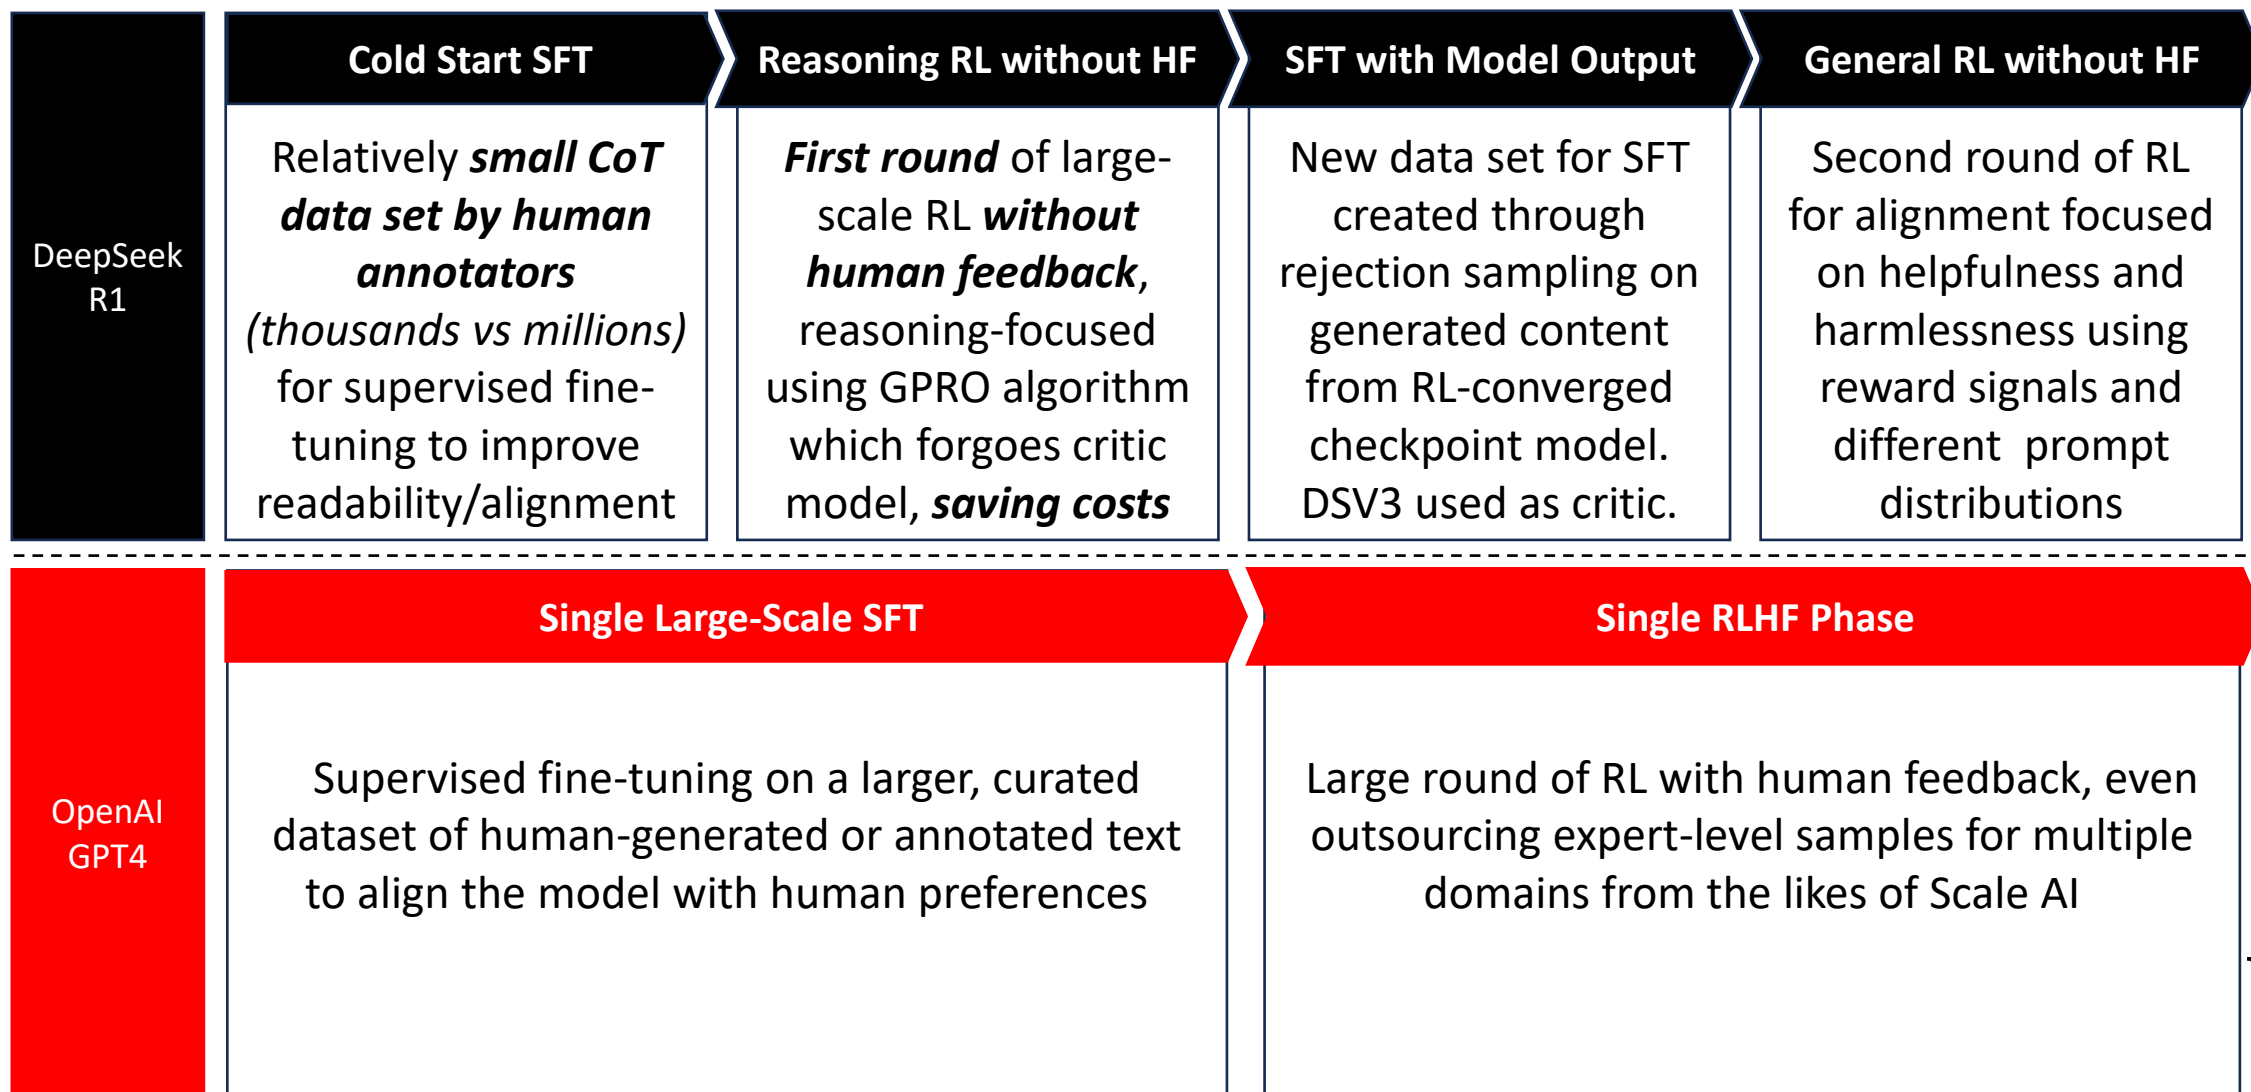 DeepSeek
R1
Cold Start SFT
Relatively small CoT
data set by human
annotators
(thousands vs millions)
for supervised fine-
tuning to improve
readability/alignment
Reasoning RL without HF
First round of large-
scale RL without
human feedback,
reasoning-focused
using GPRO algorithm
which forgoes critic
model, saving costs
SFT with Model Output
New data set for SFT
created through
rejection sampling on
generated content
from RL-converged
checkpoint model.
DSV3 used as critic.
General RL without HF
Second round of RL
for alignment focused
on helpfulness and
harmlessness using
reward signals and
different  prompt
distributions
OpenAI
GPT4
Single Large-Scale SFT
Supervised fine-tuning on a larger, curated
dataset of human-generated or annotated text
to align the model with human preferences
Single RLHF Phase
Large round of RL with human feedback, even
outsourcing expert-level samples for multiple
domains from the likes of Scale AI